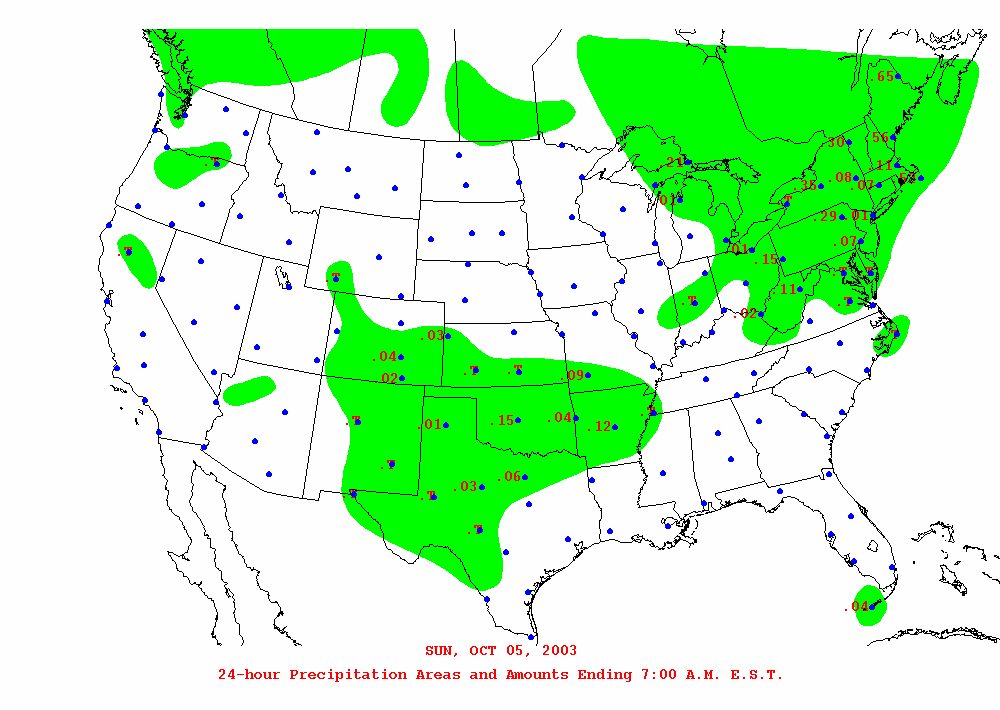 .65
.56
.30
.21
.11
.35 .08 .07
.01
.T
.29 .01
.07
.T .01 .15
.T .T
.T .11
.T .T
.02
.03 .T
.04
.T .T
.02 .09
.T
.T .01 .15 .04 .12
.T
.06
.T .T .03
.T
.04
SUN, OCT 05, 2003
24-hour Precipitation Areas and Amounts Ending 7:00 A.M. E.S.T.